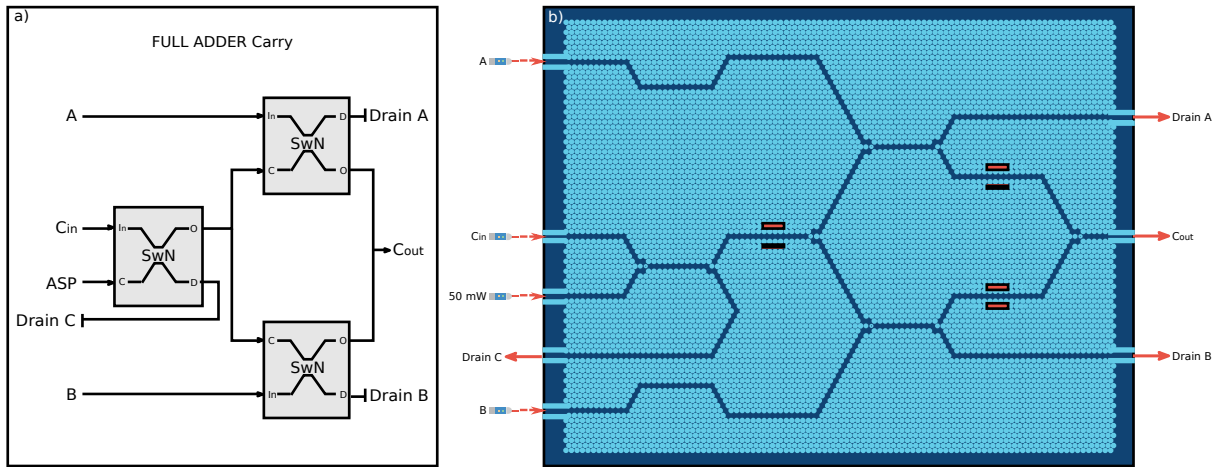 a)
FULL ADDER Carry
A
In
D
Drain A
SwN
C
O
Cin
In
O
SwN
ASP
C
D
Drain C
Cout
C
O
SwN
B
In
D
Drain B
b)
A
Drain A
Cin
Cout
50 mW
Drain C
Drain B
B